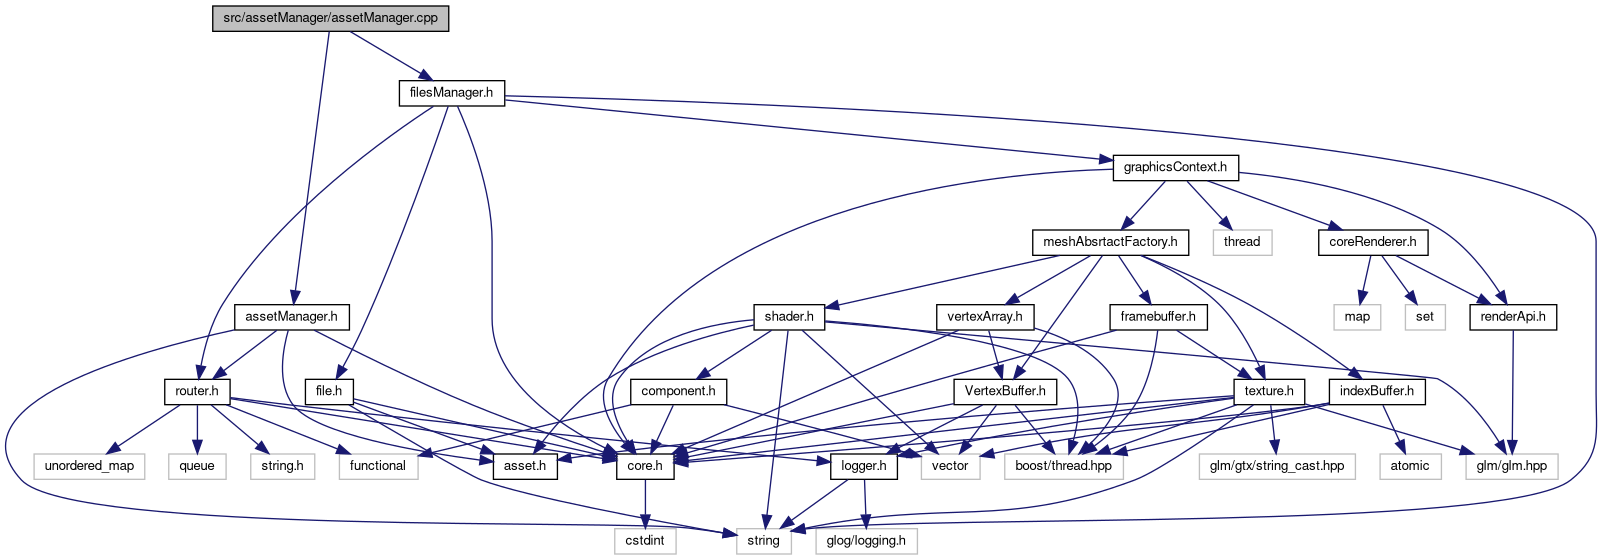 src/assetManager/assetManager.cpp
filesManager.h
graphicsContext.h
meshAbsrtactFactory.h
thread
coreRenderer.h
assetManager.h
shader.h
vertexArray.h
framebuffer.h
map
set
renderApi.h
router.h
file.h
component.h
VertexBuffer.h
texture.h
indexBuffer.h
unordered_map
queue
string.h
functional
asset.h
core.h
logger.h
vector
boost/thread.hpp
glm/gtx/string_cast.hpp
atomic
glm/glm.hpp
cstdint
string
glog/logging.h